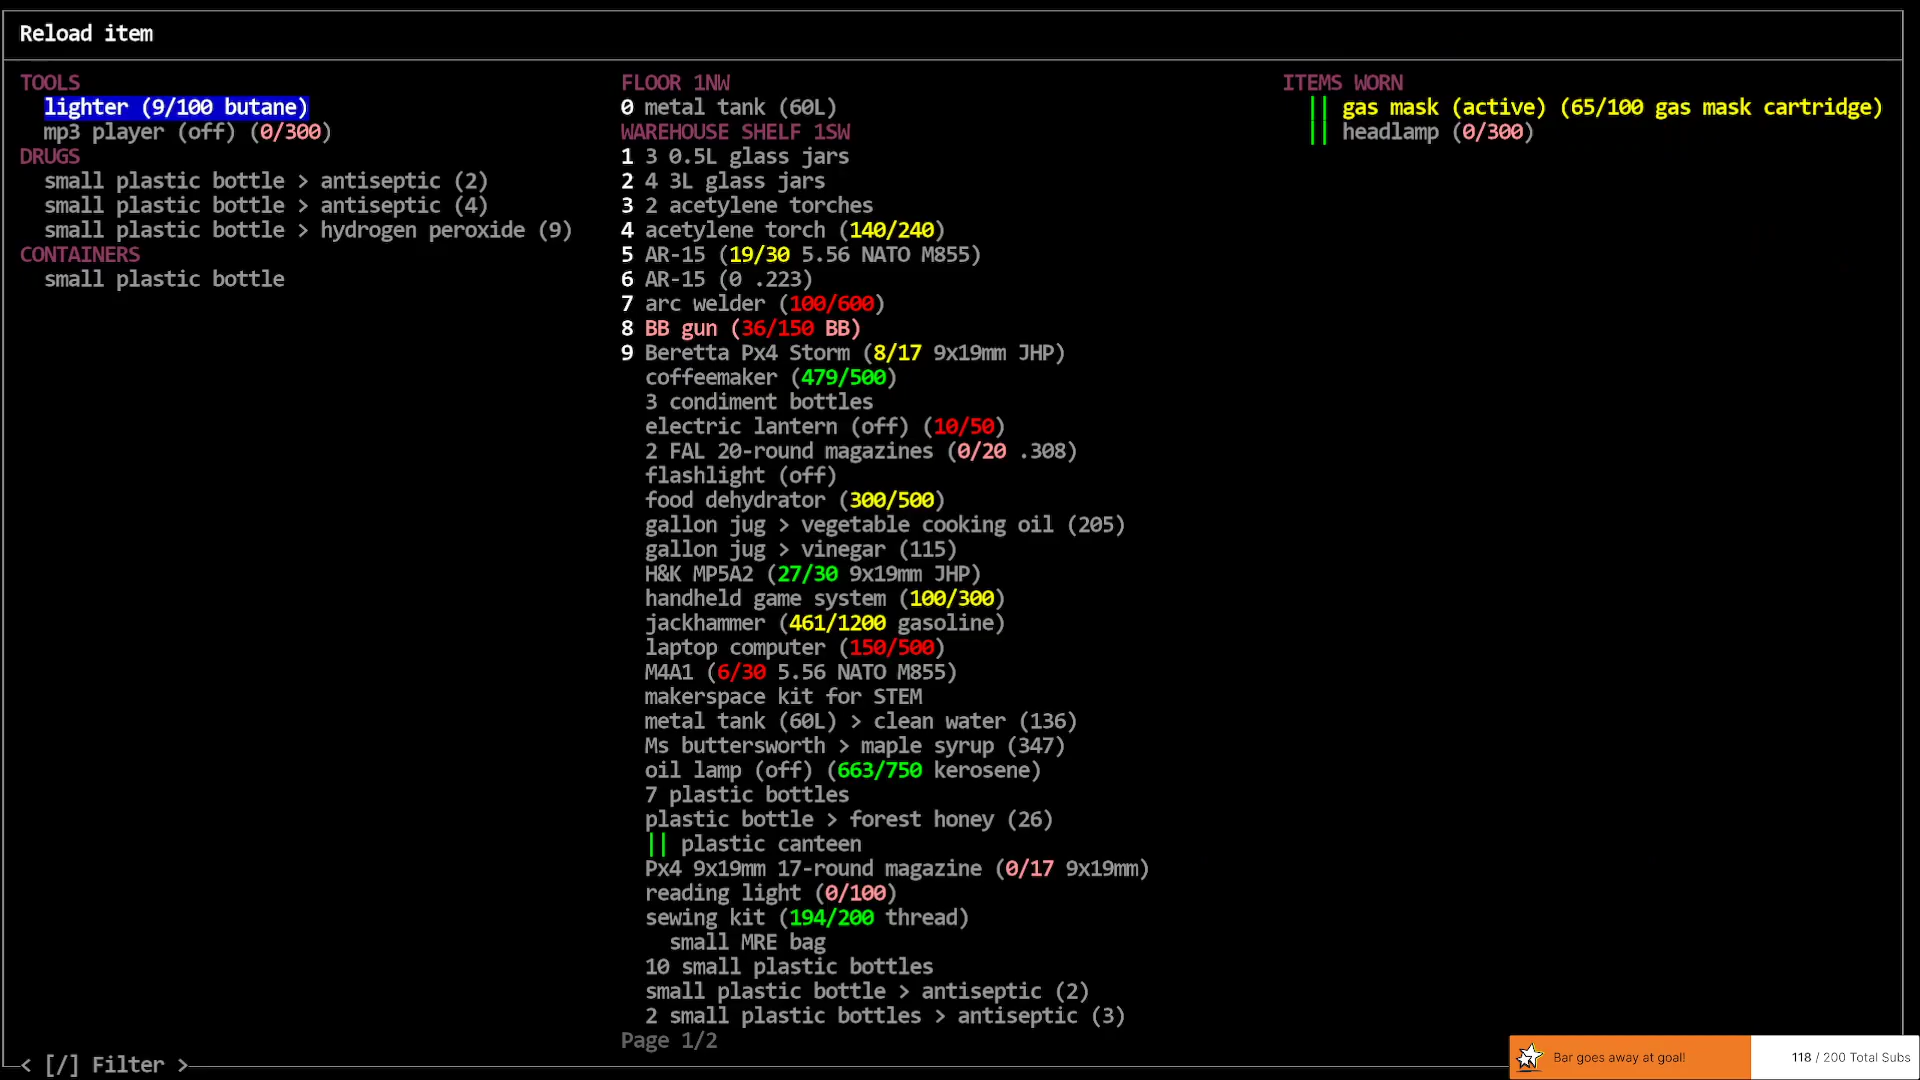 Reload item
TOOLS
lighter (9/100 butane)
mp3 player (off) (0/300)
DRUGS
small plastic bottle > antiseptic (2)
small plastic bottle > antiseptic (4)
small plastic bottle > hydrogen peroxide (9)
CONTAINERS
small plastic bottle
FLOOR 1NW
0 metal tank (60L)
WAREHOUSE SHELF 1SW
1 3 0.5L glass jars
2 4 3L glass jars
3 2 acetylene torches
4 acetylene torch (140/240)
5 AR-15 (19/30 5.56 NATO M855)
6 AR-15 (0 .223)
7 arc welder (100/600)
8 BB gun (36/150 BB)
9 Beretta Px4 Storm (8/17 9x19mm JHP)
coffeemaker (479/500)
3 condiment bottles
electric lantern (off) (10/50)
2 FAL 20-round magazines (0/20 .308)
flashlight (off)
food dehydrator (300/500)
gallon jug > vegetable cooking oil (205)
gallon jug > vinegar (115)
H&K MP5A2 (27/30 9x19mm JHP)
handheld game system (100/300)
jackhammer (461/1200 gasoline)
laptop computer (150/500)
M4A1 (6/30 5.56 NATO M855)
makerspace kit for STEM
metal tank (60L) > clean water (136)
Ms buttersworth > maple syrup (347)
oil lamp (off) (663/750 kerosene)
7 plastic bottles
plastic bottle > forest honey (26)
|| plastic canteen
Px4 9x19mm 17-round magazine (0/17 9x19mm)
reading light (0/100)
sewing kit (194/200 thread)
small MRE bag
10 small plastic bottles
small plastic bottle > antiseptic (2)
2 small plastic bottles > antiseptic (3)
Page 1/2
ITEMS WORN
|| gas mask (active) (65/100 gas mask cartridge)
|| headlamp (0/300)
< [/] Filter >
Bar goes away at goal!
118 / 200 Total Subs